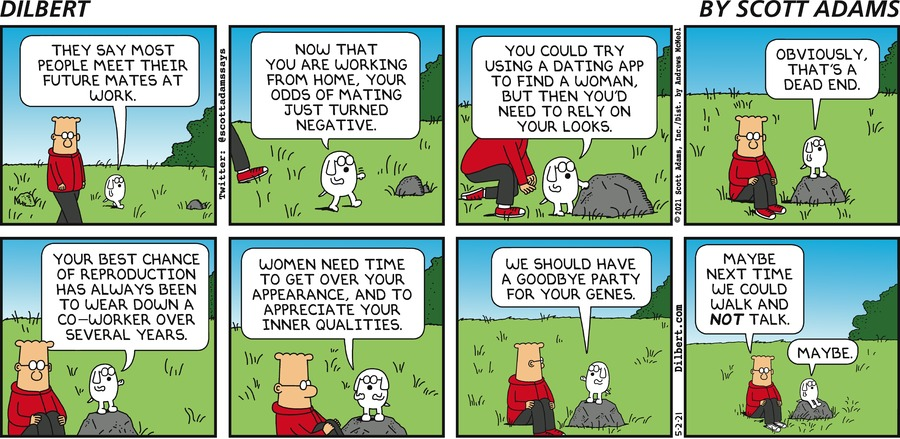 DILBERT
BY SCOTT ADAMS
THEY SAY MOST
PEOPLE MEET THEIR
FUTURE MATES AT
WORK.
Twitter: @scottadamssays
NOW THAT
YOU ARE WORKING
FROM HOME, YOUR
ODDS OF MATING
JUST TURNED
NEGATIVE.
YOU COULD TRY
USING A DATING APP
TO FIND A WOMAN,
BUT THEN YOU'D
NEED TO RELY ON
YOUR LOOKS.
© 2021 Scott Adams, Inc./Dist. by Andrews McMeel
OBVIOUSLY,
THAT'S A
DEAD END.
YOUR BEST CHANCE
OF REPRODUCTION
HAS ALWAYS BEEN
TO WEAR DOWN A
CO-WORKER OVER
SEVERAL YEARS.
WOMEN NEED TIME
TO GET OVER YOUR
APPEARANCE, AND TO
APPRECIATE YOUR
INNER QUALITIES.
WE SHOULD HAVE
A GOODBYE PARTY
FOR YOUR GENES.
5-2-21 Dilbert.com
MAYBE
NEXT TIME
WE COULD
WALK AND
NOT TALK.
MAYBE.